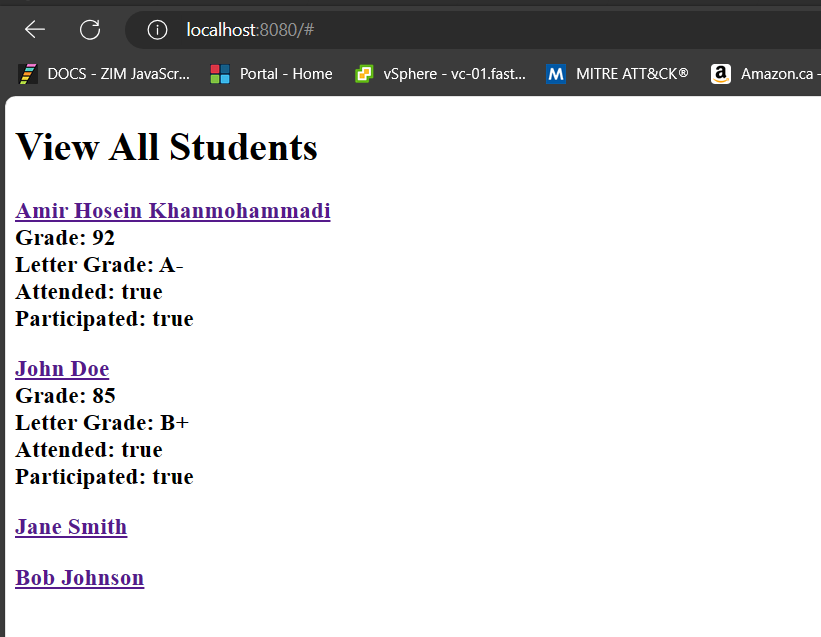 localhost:8080/#
DOCS - ZIM JavaScr... Portal - Home vSphere - vc-01.fast... M MITRE ATT&CK® a Amazon.ca -
View All Students
Amir Hosein Khanmohammadi
Grade: 92
Letter Grade: A-
Attended: true
Participated: true
John Doe
Grade: 85
Letter Grade: B+
Attended: true
Participated: true
Jane Smith
Bob Johnson